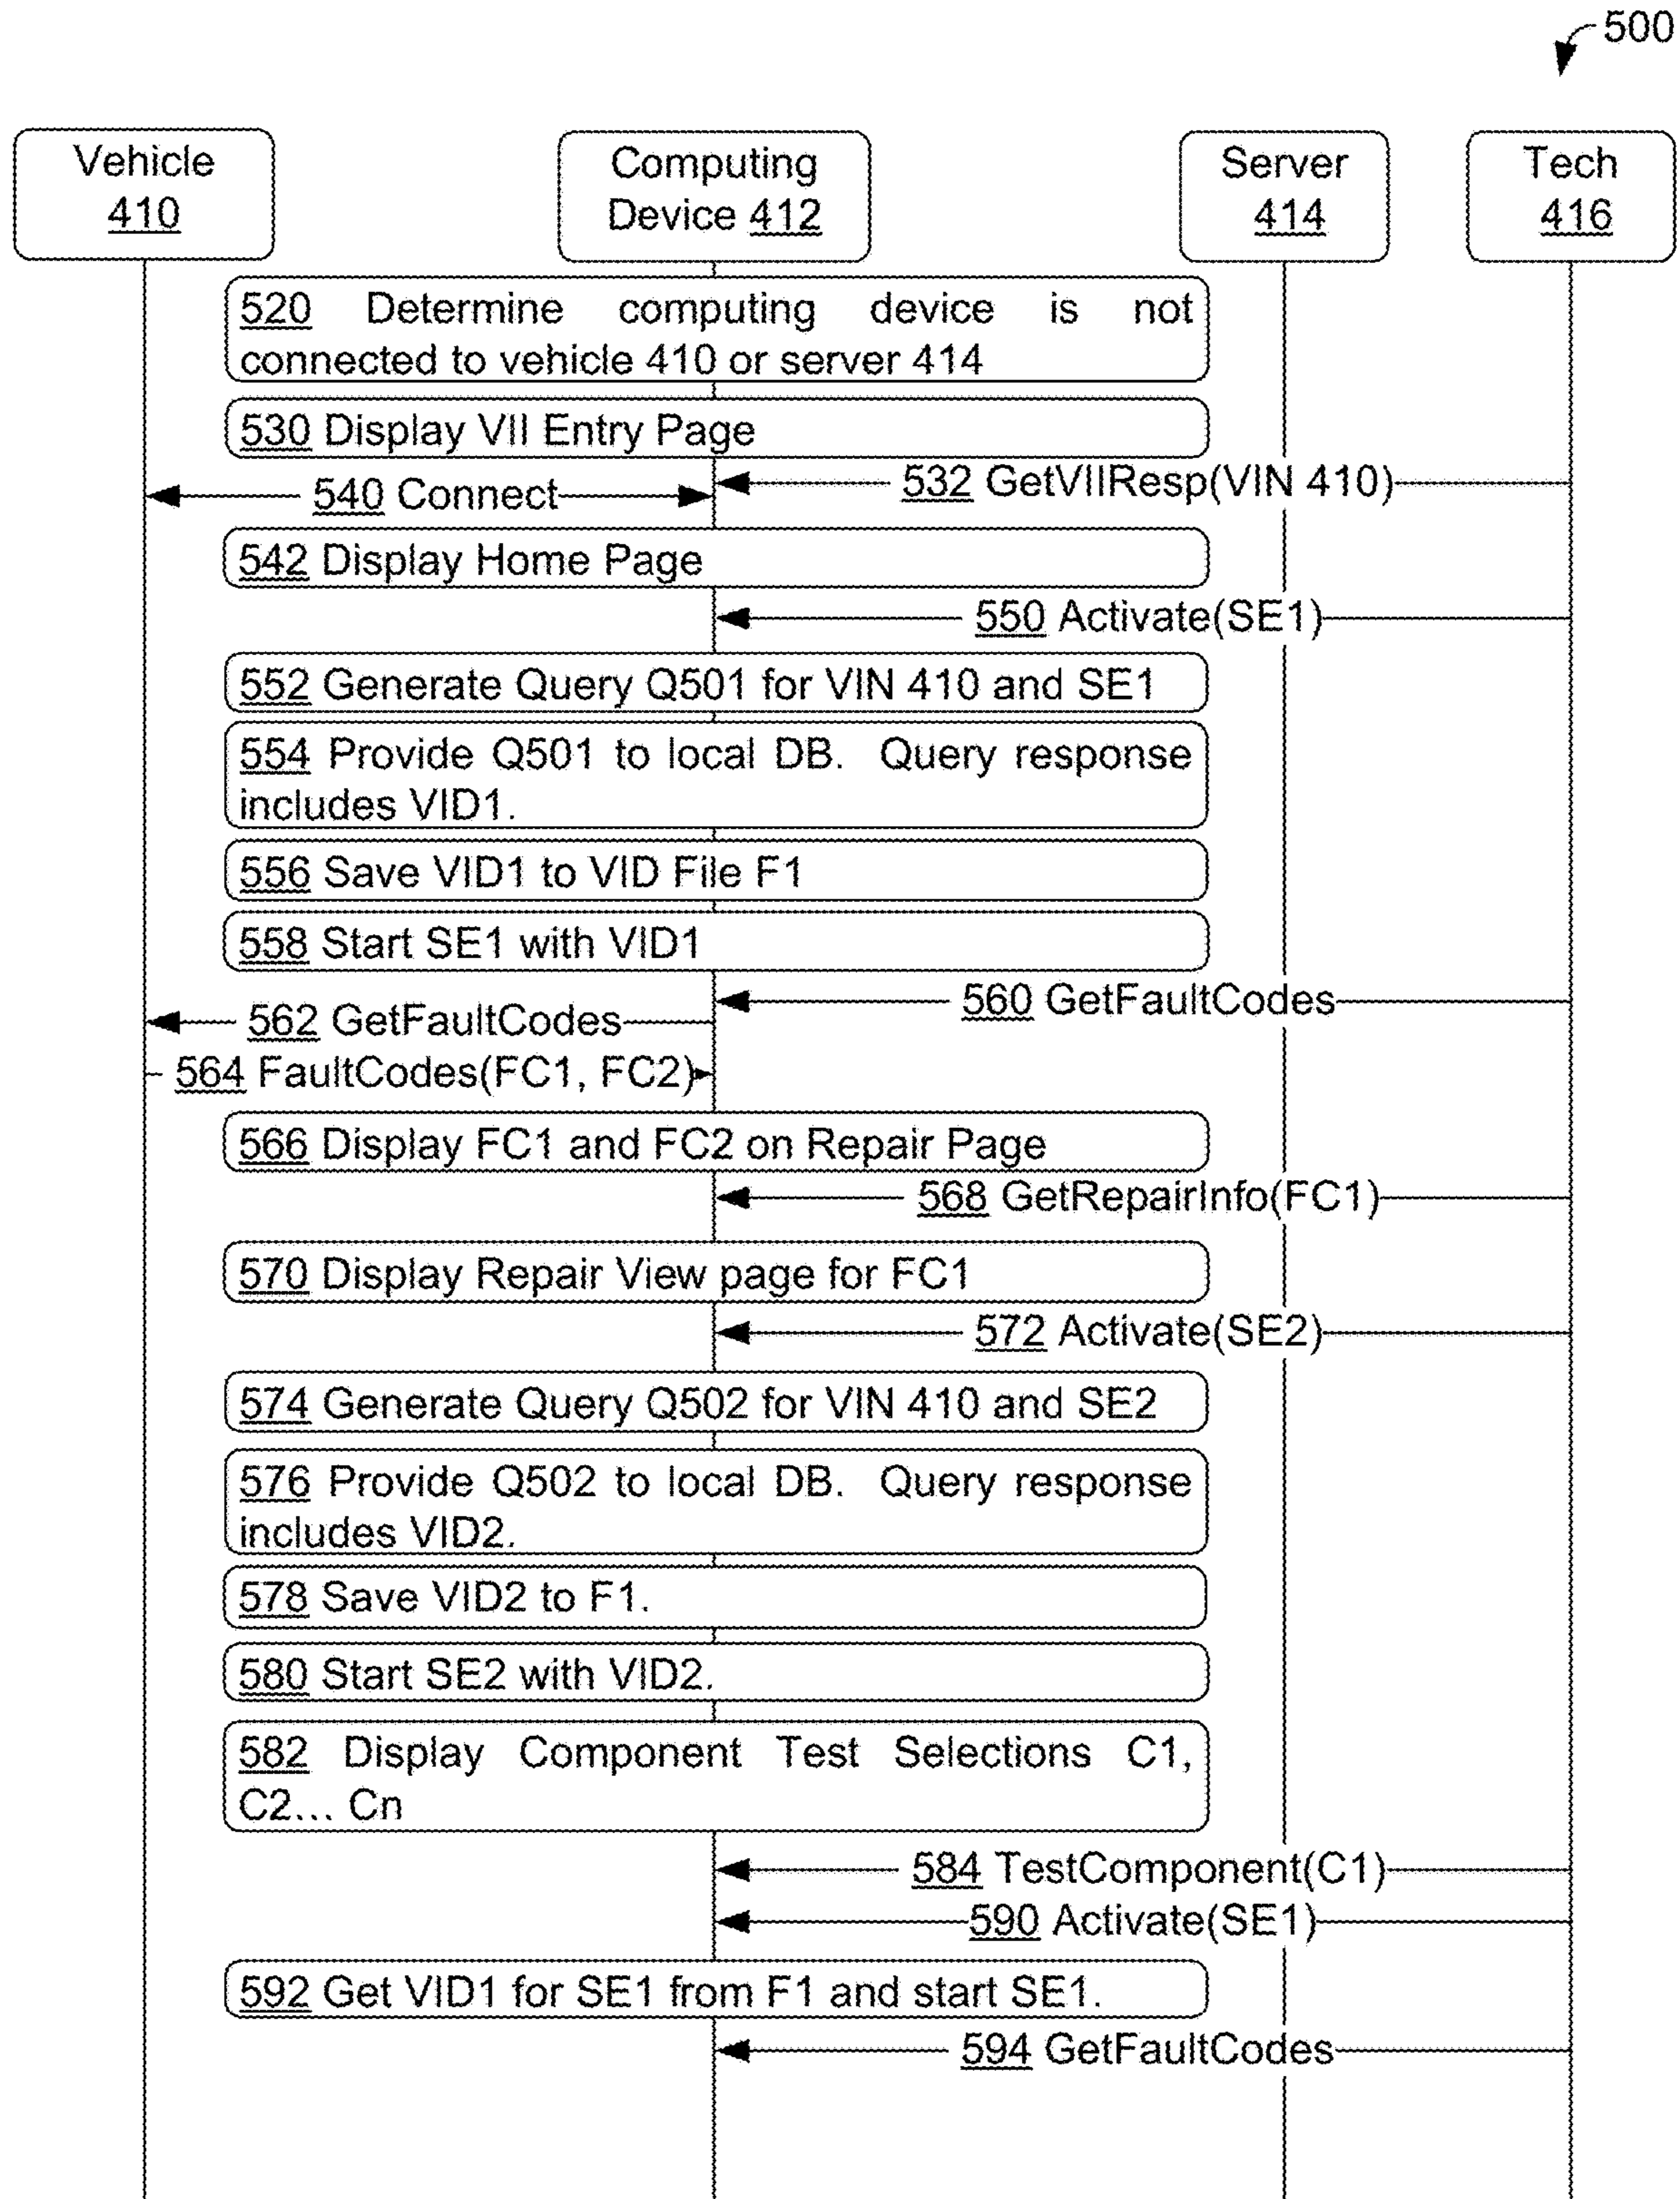 500
Vehicle
410
Computing
Device 412
Server
414
Tech
416
520 Determine computing device is not
connected to vehicle 410 or server 414
530 Display VII Entry Page
532 GetVIIResp(VIN 410)
540 Connect
542 Display Home Page
550 Activate(SE1)
552 Generate Query Q501 for VIN 410 and SE1
554 Provide Q501 to local DB. Query response
includes VID1.
556 Save VID1 to VID File F1
558 Start SE1 with VID1
560 GetFaultCodes
562 GetFaultCodes
564 FaultCodes(FC1, FC2)
566 Display FC1 and FC2 on Repair Page
568 GetRepairInfo(FC1)
570 Display Repair View page for FC1
572 Activate(SE2)
574 Generate Query Q502 for VIN 410 and SE2
576 Provide Q502 to local DB. Query response
includes VID2.
578 Save VID2 to F1.
580 Start SE2 with VID2.
582 Display Component Test Selections C1,
C2... Cn
584 TestComponent(C1)
590 Activate(SE1)
592 Get VID1 for SE1 from F1 and start SE1.
594 GetFaultCodes